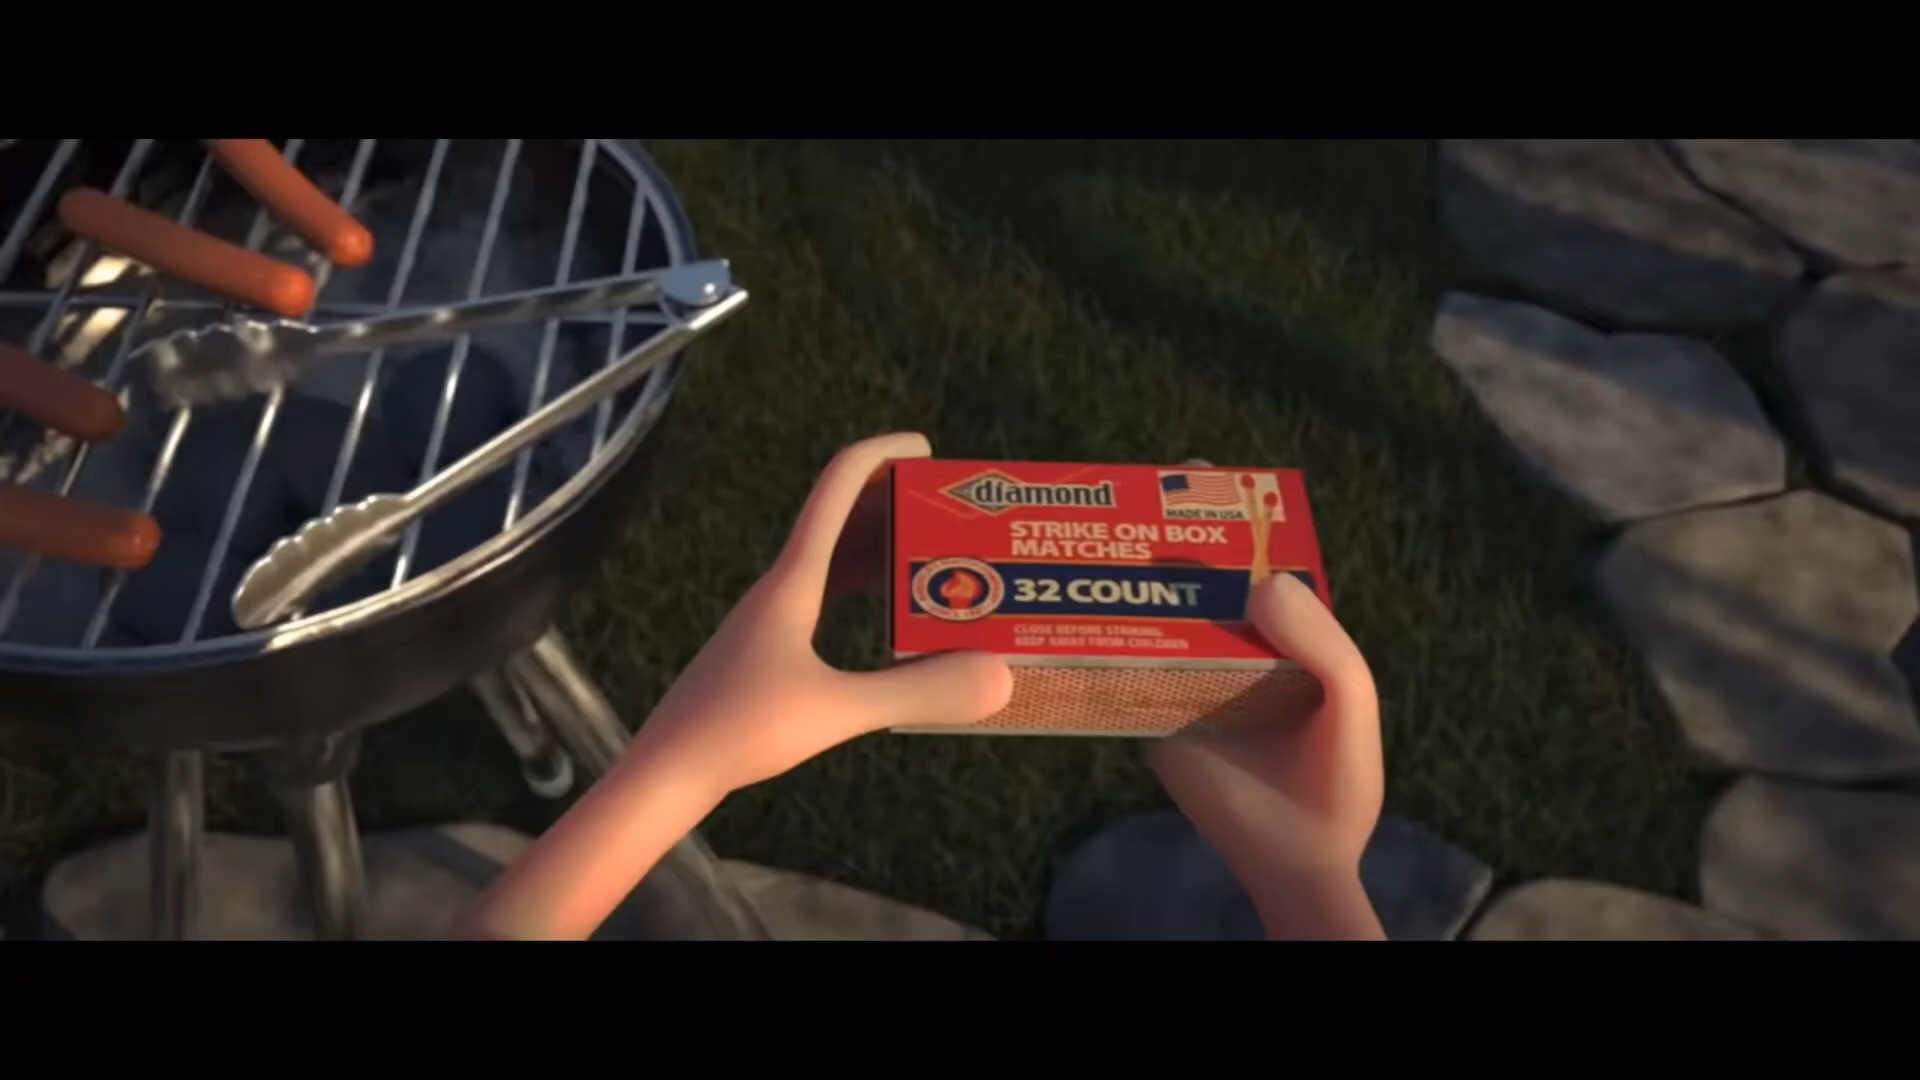 diamond
MADE IN USA
STRIKE ON BOX
MATCHES
32 COUNT
CLOSE BEFORE STRIKING.
KEEP AWAY FROM CHILDREN